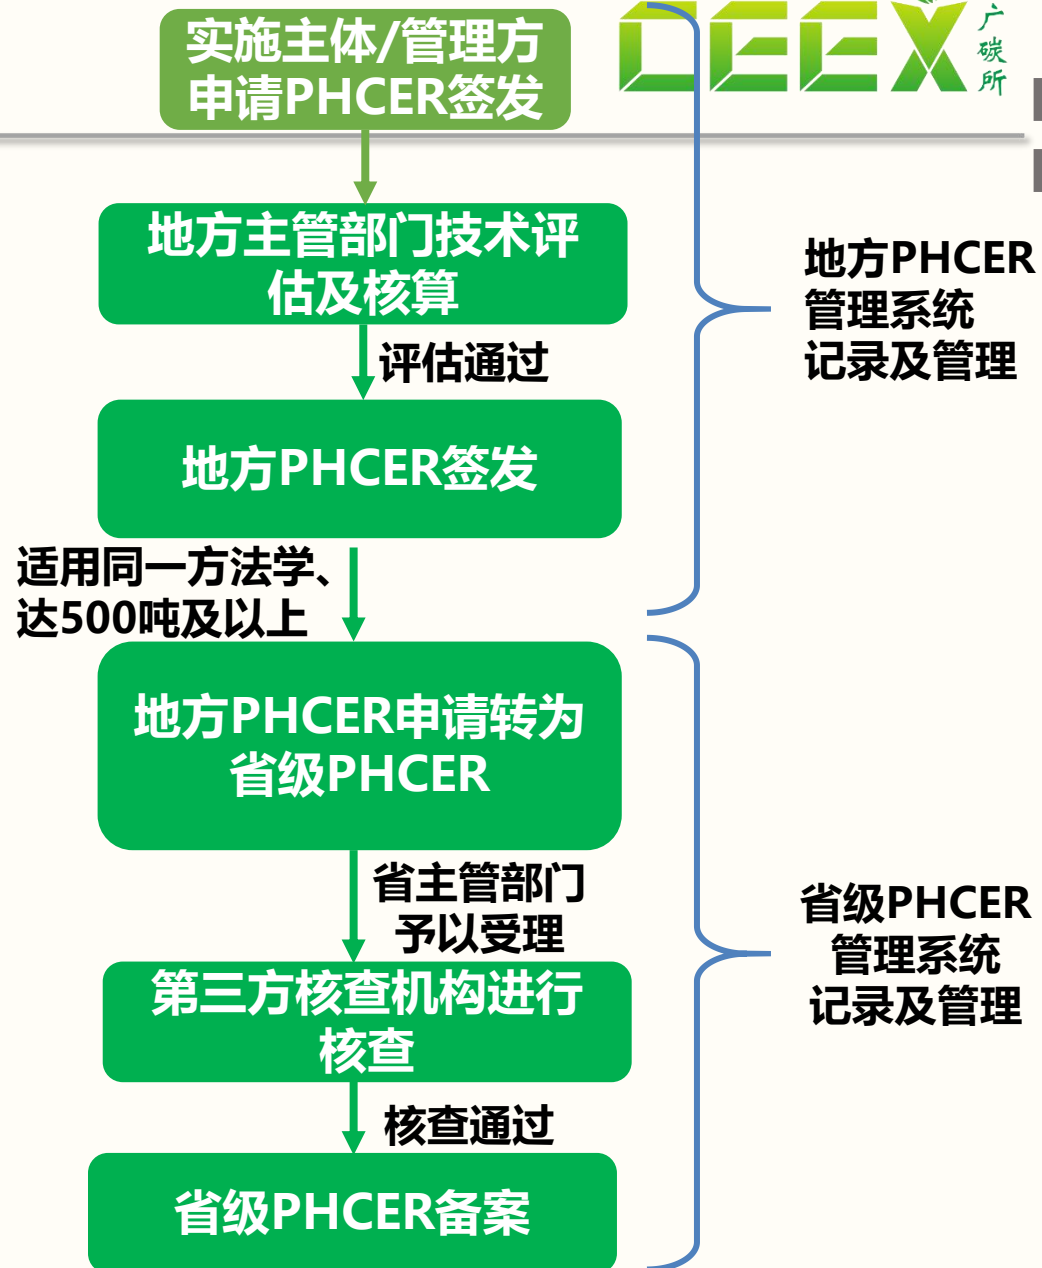 实施主体/管理方
申请PHCER签发
CEEX
广碳所
地方主管部门技术评
估及核算
地方PHCER
管理系统
记录及管理
评估通过
地方PHCER签发
适用同一方法学、
达500吨及以上
地方PHCER申请转为
省级PHCER
省主管部门
予以受理
省级PHCER
管理系统
记录及管理
第三方核查机构进行
核查
核查通过
省级PHCER备案